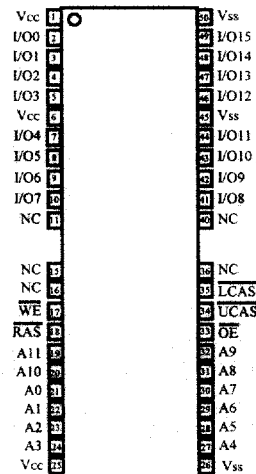 Vcc 1 50 Vss
I/O0 2 49 I/O15
I/O1 3 48 I/O14
I/O2 4 47 I/O13
I/O3 5 46 I/O12
Vcc 6 45 Vss
I/O4 7 44 I/O11
I/O5 8 43 I/O10
I/O6 9 42 I/O9
I/O7 10 41 I/O8
NC 11 40 NC
NC 15 36 NC
NC 16 35 LCAS
WE 17 34 UCAS
RAS 18 33 OE
A11 19 32 A9
A10 20 31 A8
A0 21 30 A7
A1 22 29 A6
A2 23 28 A5
A3 24 27 A4
Vcc 25 26 Vss